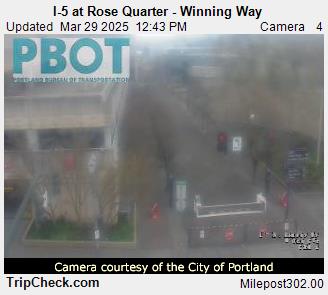 I-5 at Rose Quarter - Winning Way
Updated Mar 29 2025 12:43 PM Camera 4
PBOT
PORTLAND BUREAU OF TRANSPORTATION
Camera courtesy of the City of Portland
TripCheck.com Milepost302.00